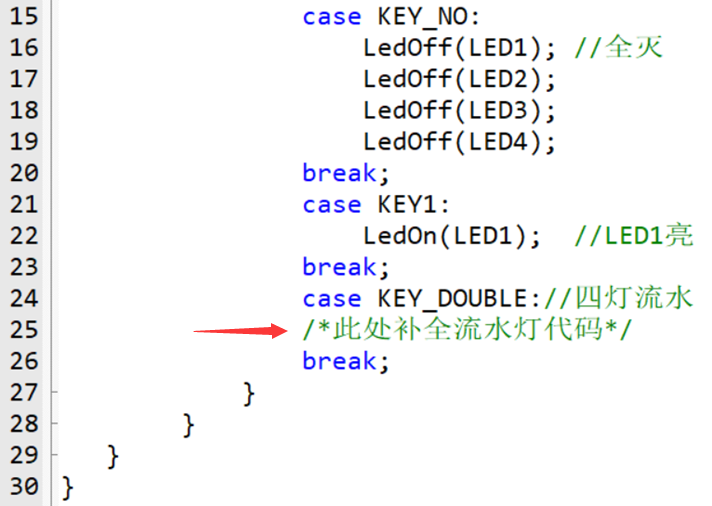 15 case KEY_NO:
16 LedOff(LED1); //全灭
17 LedOff(LED2);
18 LedOff(LED3);
19 LedOff(LED4);
20 break;
21 case KEY1:
22 LedOn(LED1); //LED1亮
23 break;
24 case KEY_DOUBLE://四灯流水
25 /*此处补全流水灯代码*/
26 break;
27 }
28 }
29 }
30 }